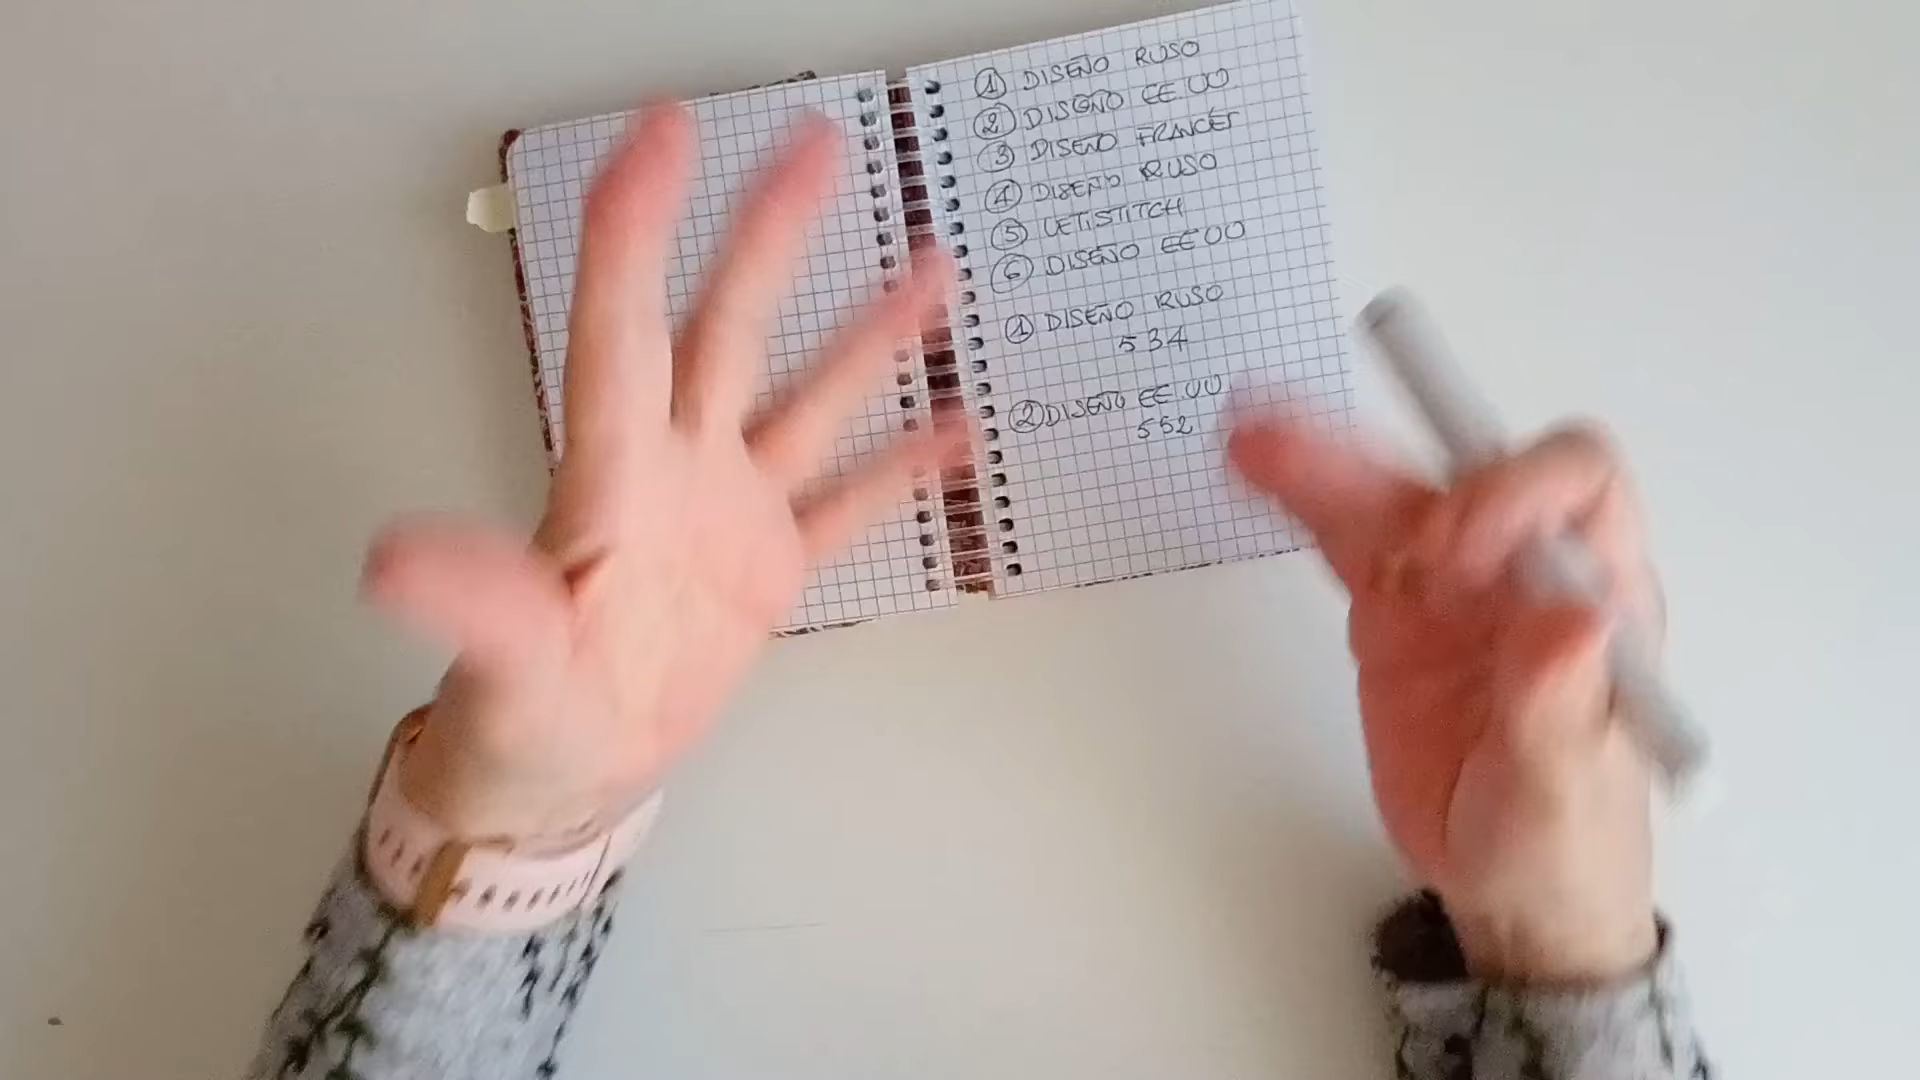 ① DISEÑO RUSO
② DISEÑO EE UU
③ DISEÑO FRANCÉS
④ DISEÑO RUSO
⑤ LETISTITCH
⑥ DISEÑO EE UU
① DISEÑO RUSO
534
② DISEÑO EE UU
552